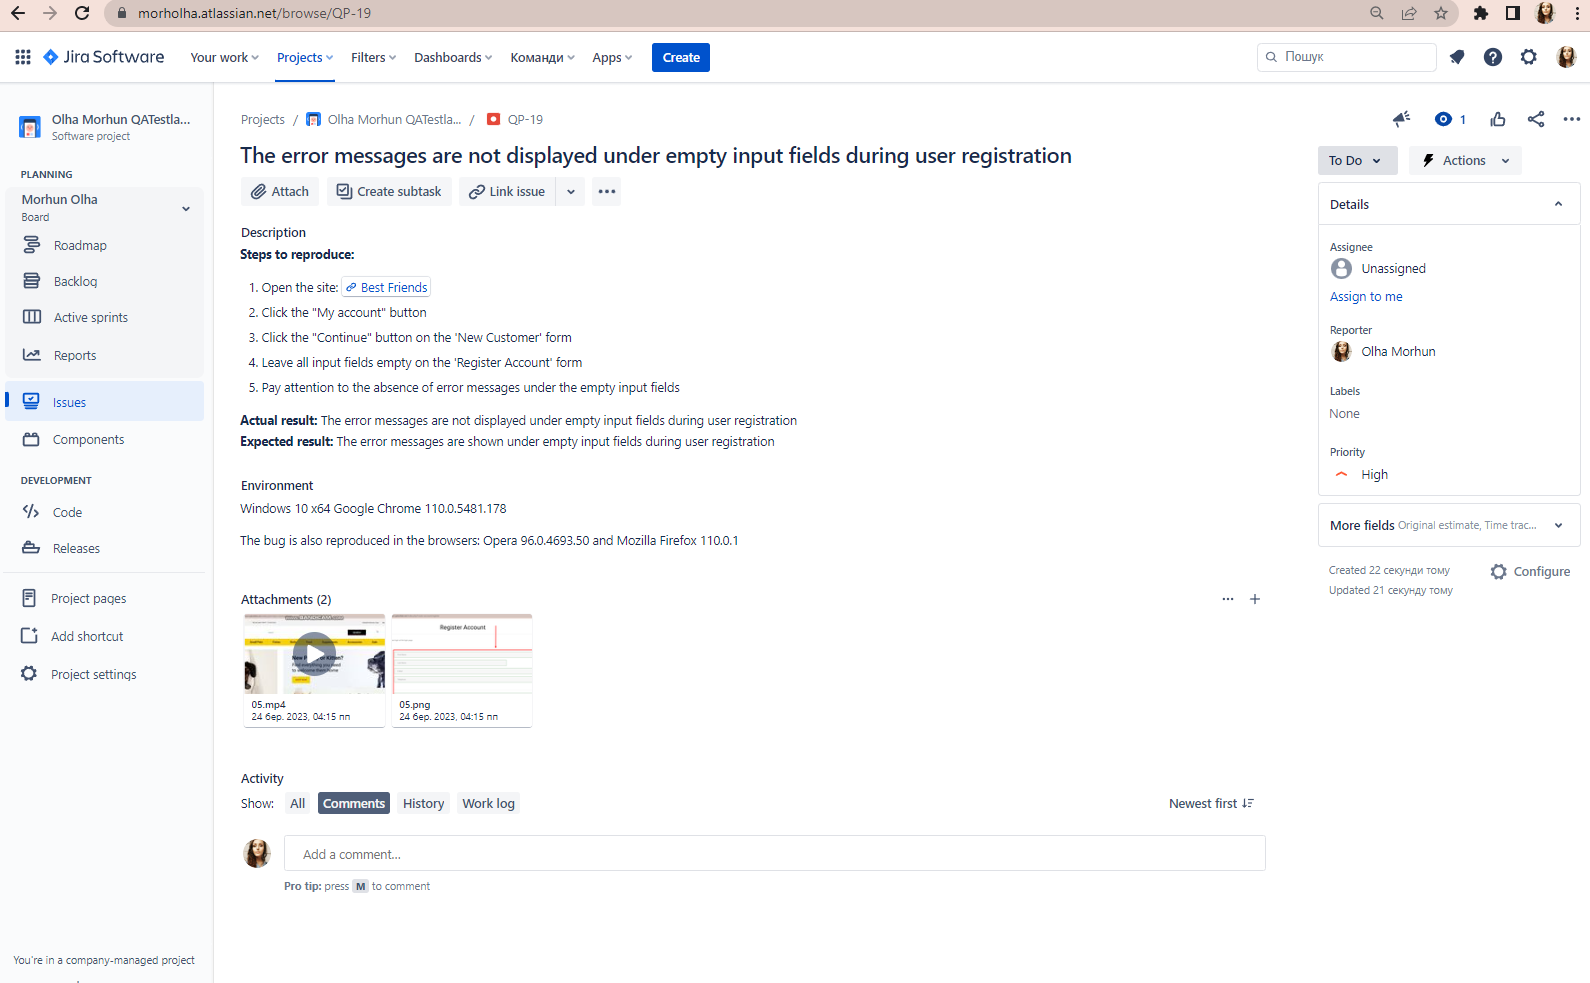 morholha.atlassian.net/browse/QP-19
Jira Software
Your work
Projects
Filters
Dashboards
Команди
Apps
Create
Пошук
Olha Morhun QATestla...
Software project
PLANNING
Morhun Olha
Board
Roadmap
Backlog
Active sprints
Reports
Issues
Components
DEVELOPMENT
Code
Releases
Project pages
Add shortcut
Project settings
You're in a company-managed project
Projects / Olha Morhun QATestla... / QP-19
1
The error messages are not displayed under empty input fields during user registration
Attach
Create subtask
Link issue
Description
Steps to reproduce:
1. Open the site: Best Friends
2. Click the "My account" button
3. Click the "Continue" button on the 'New Customer' form
4. Leave all input fields empty on the 'Register Account' form
5. Pay attention to the absence of error messages under the empty input fields
Actual result: The error messages are not displayed under empty input fields during user registration
Expected result: The error messages are shown under empty input fields during user registration
Environment
Windows 10 x64 Google Chrome 110.0.5481.178
The bug is also reproduced in the browsers: Opera 96.0.4693.50 and Mozilla Firefox 110.0.1
Attachments (2)
Register Account
05.mp4
24 бер. 2023, 04:15 пп
05.png
24 бер. 2023, 04:15 пп
Activity
Show:
All
Comments
History
Work log
Newest first
Add a comment...
Pro tip: press M to comment
To Do
Actions
Details
Assignee
Unassigned
Assign to me
Reporter
Olha Morhun
Labels
None
Priority
High
More fields Original estimate, Time trac...
Created 22 секунди тому
Updated 21 секунду тому
Configure